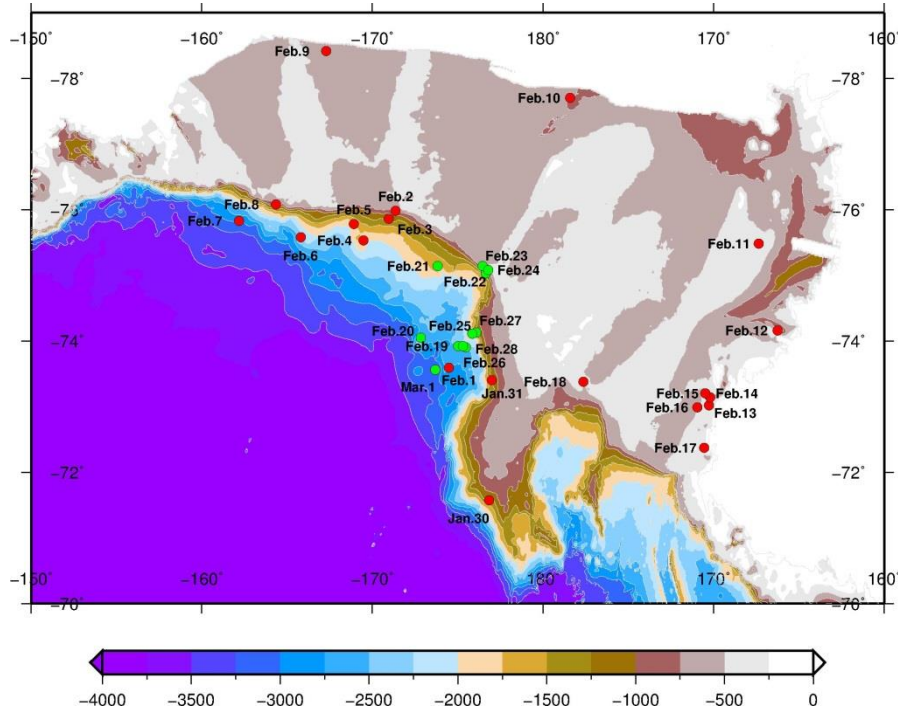 −150˚ −160˚ −170˚ 180˚ 170˚ 160˚
Feb.9
−78˚ −78˚
Feb.10
−76˚ −76˚
Feb.8
Feb.2
Feb.7
Feb.5
Feb.3
Feb.4
Feb.6
Feb.11
Feb.23
Feb.21
Feb.24
Feb.22
Feb.20
Feb.25
Feb.27
Feb.12
−74˚ −74˚
Feb.19
Feb.28
Feb.26
Mar.1
Feb.1
Jan.31
Feb.18
Feb.15
Feb.14
Feb.16
Feb.13
Feb.17
−72˚ −72˚
Jan.30
−150˚ −160˚ −170˚ 180˚ 170˚ 160˚
−70˚ −70˚
−4000 −3500 −3000 −2500 −2000 −1500 −1000 −500 0